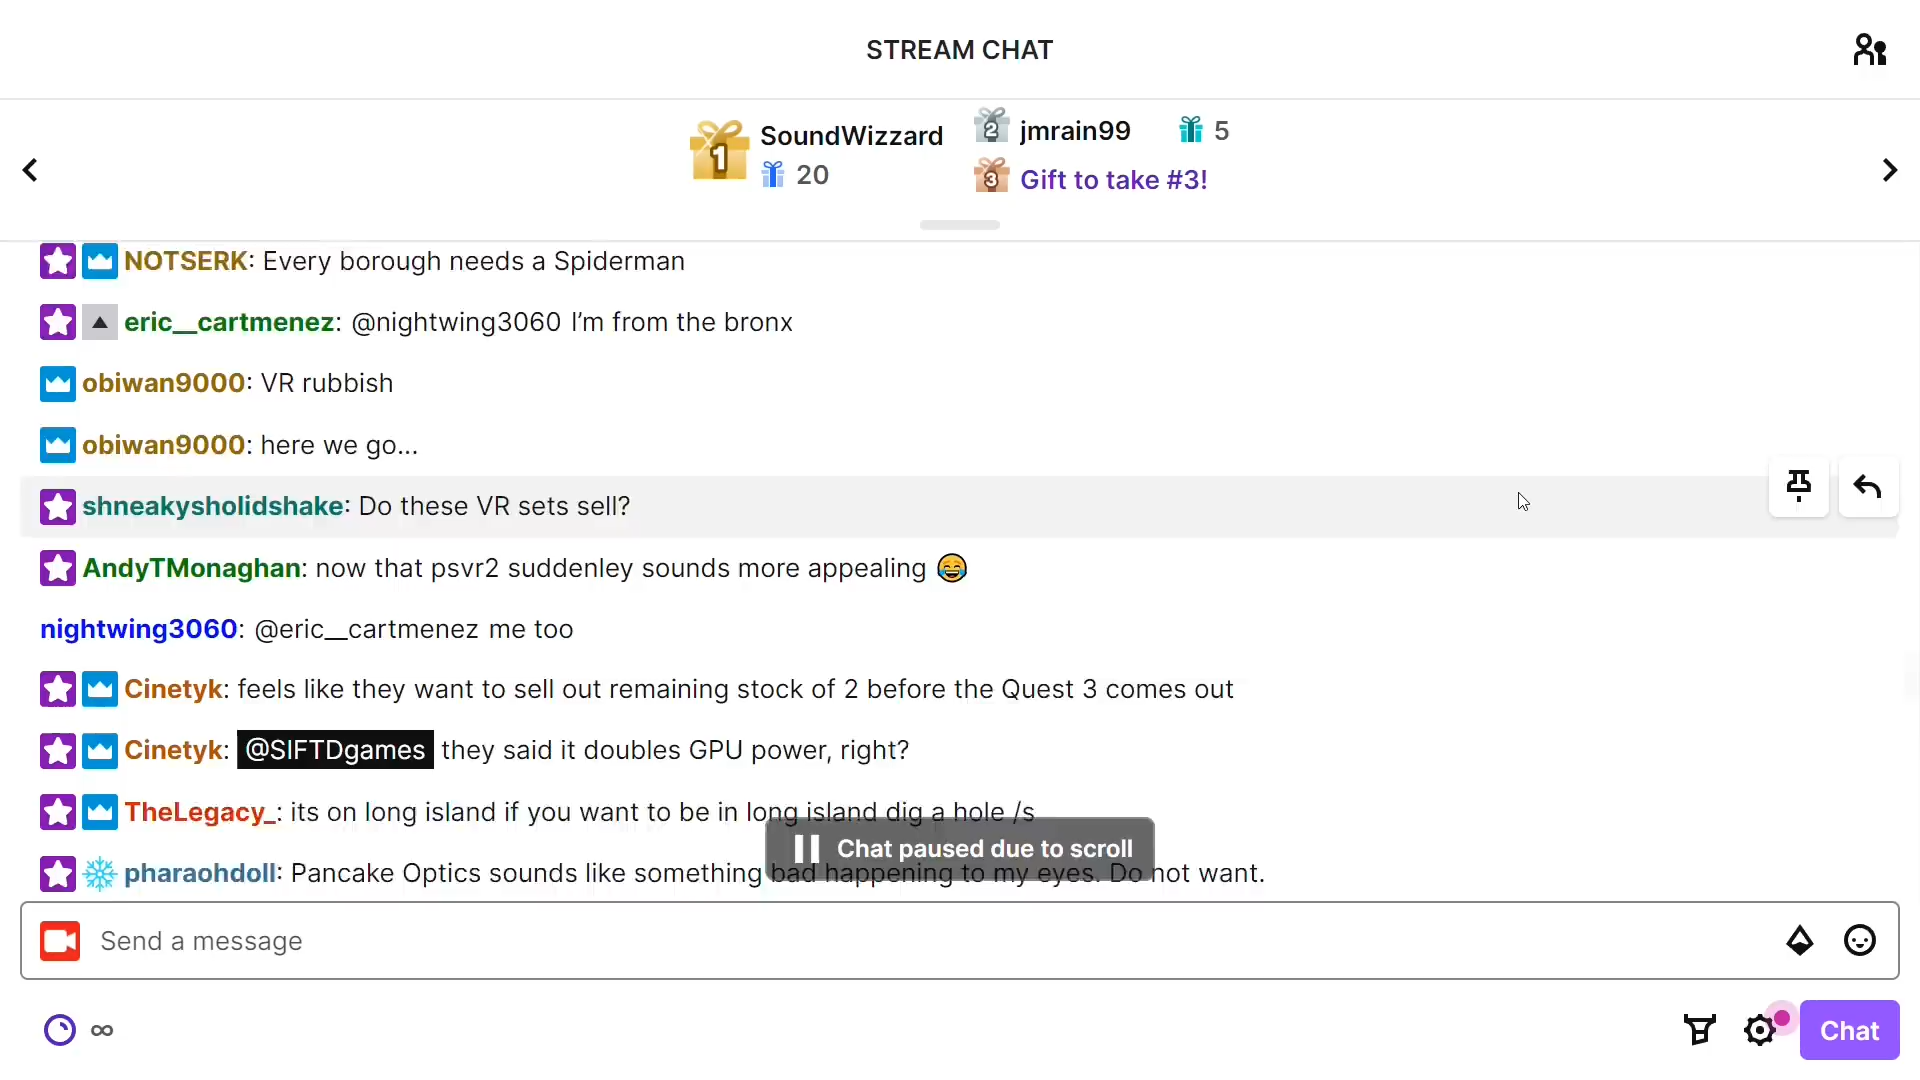 STREAM CHAT
1 SoundWizzard
20
2 jmrain99 5
3 Gift to take #3!
NOTSERK: Every borough needs a Spiderman
eric__cartmenez: @nightwing3060 I’m from the bronx
obiwan9000: VR rubbish
obiwan9000: here we go...
shneakysholidshake: Do these VR sets sell?
AndyTMonaghan: now that psvr2 suddenley sounds more appealing 😂
nightwing3060: @eric__cartmenez me too
Cinetyk: feels like they want to sell out remaining stock of 2 before the Quest 3 comes out
Cinetyk: @SIFTDgames they said it doubles GPU power, right?
TheLegacy_: its on long island if you want to be in long island dig a hole /s
Chat paused due to scroll
pharaohdoll: Pancake Optics sounds like something bad happening to my eyes. Do not want.
Send a message
∞
Chat